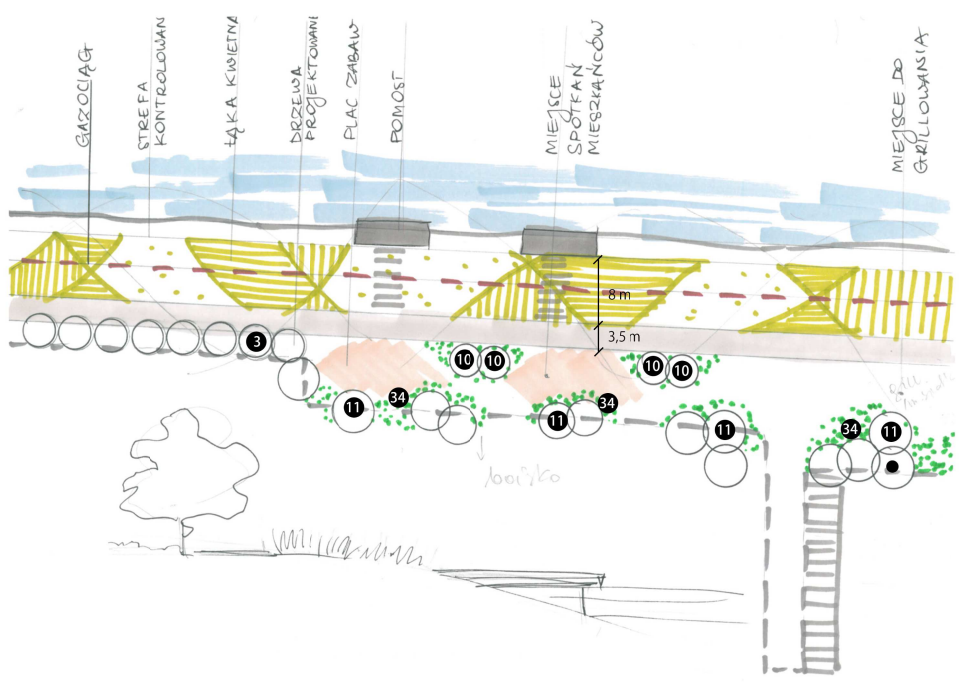 GAZOCIĄG
STREFA
KONTROLOWAN
ŁĄKA KWIETNA
DRZEWA
PROJEKTOWANE
PLAC ZABAW
POMOST
MIEJSCE
SPOTKAŃ
MIESZKAŃCÓW
MIEJSCE DO
GRILLOWANIA
8 m
3,5 m
3
10
10
10
10
11
34
11
34
11
34
11
boisko